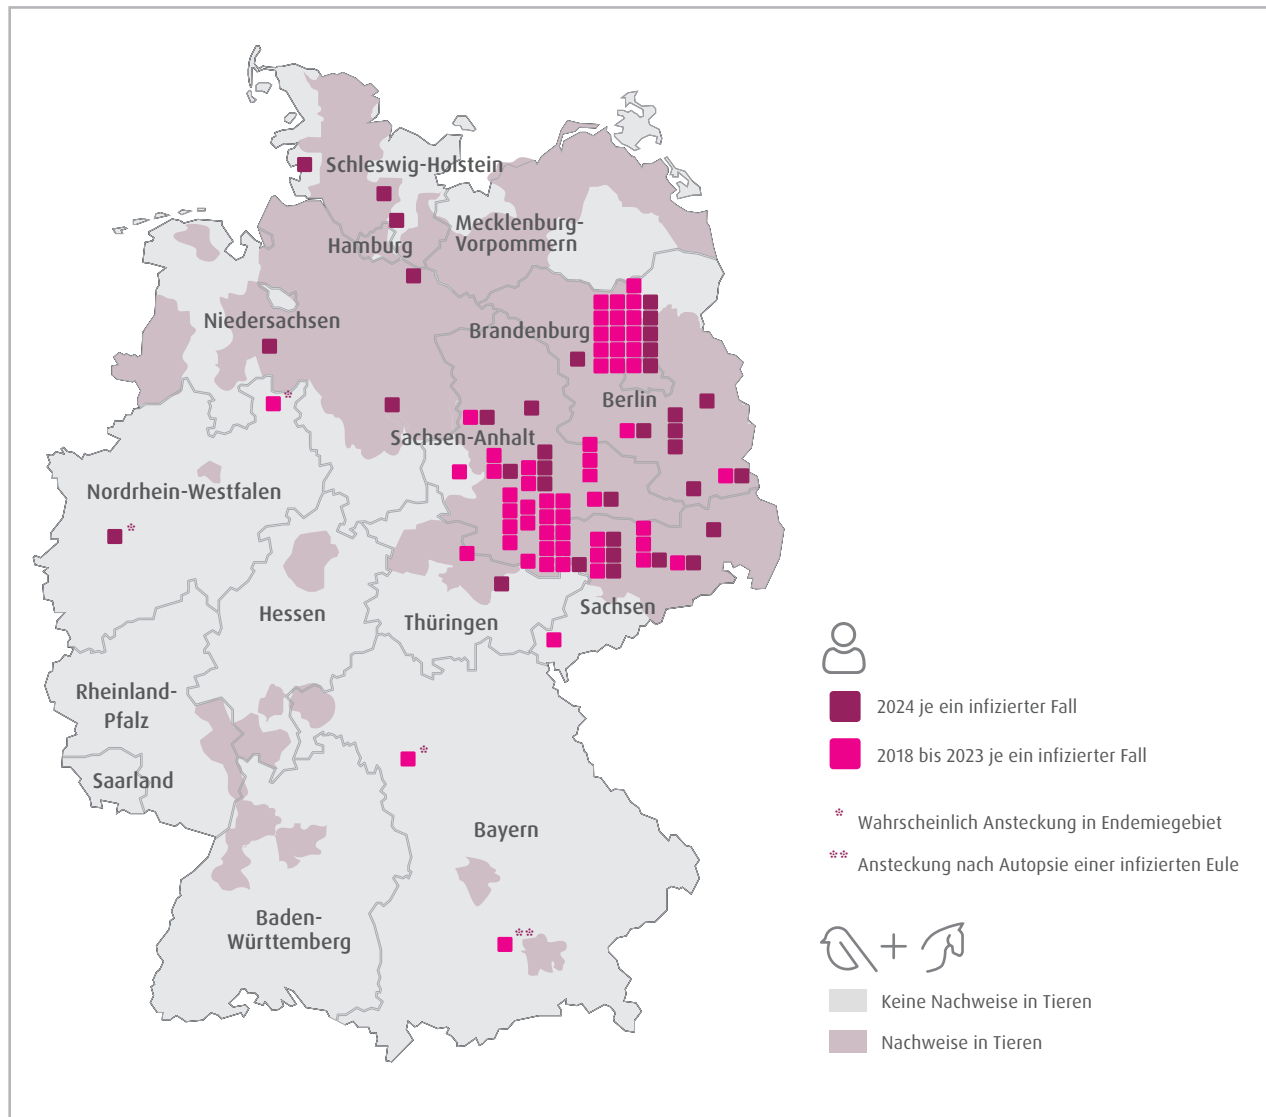 Schleswig-Holstein
Mecklenburg-
Vorpommern
Hamburg
Niedersachsen
Brandenburg
*
Berlin
Sachsen-Anhalt
Nordrhein-Westfalen
*
Hessen
Thüringen
Sachsen
Rheinland-
Pfalz
Saarland
*
Bayern
Baden-
Württemberg
**
2024 je ein infizierter Fall
2018 bis 2023 je ein infizierter Fall
* Wahrscheinlich Ansteckung in Endemiegebiet
** Ansteckung nach Autopsie einer infizierten Eule
+
Keine Nachweise in Tieren
Nachweise in Tieren